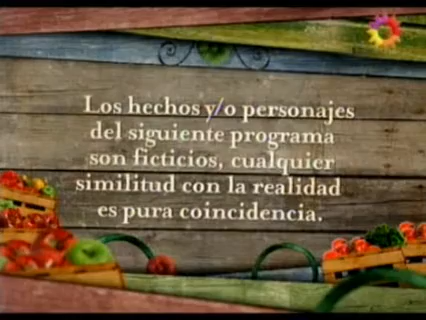 Los hechos y/o personajes
del siguiente programa
son ficticios, cualquier
similitud con la realidad
es pura coincidencia.